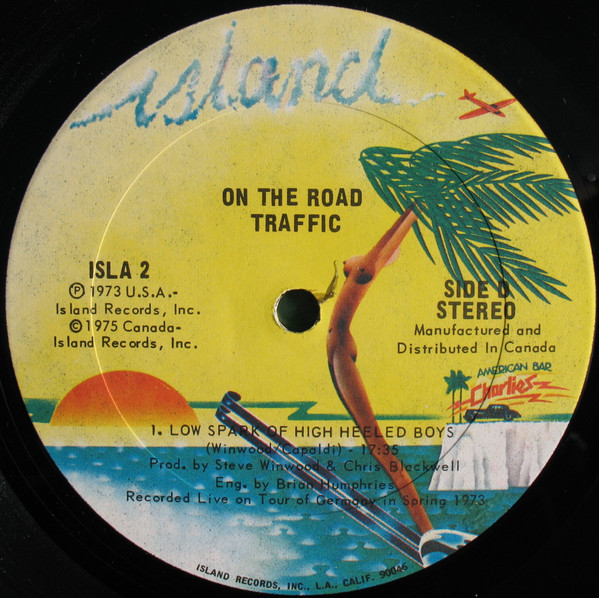 island
ON THE ROAD
TRAFFIC
ISLA 2
Ⓟ 1973 U.S.A.-
Island Records, Inc.
© 1975 Canada-
Island Records, Inc.
SIDE D
STEREO
Manufactured and
Distributed In Canada
AMERICAN BAR
Charlies
1. LOW SPARK OF HIGH HEELED BOYS
(Winwood/Capaldi) - 17:35
Prod. by Steve Winwood & Chris Blackwell
Eng. by Brian Humphries
Recorded Live on Tour of Germany in Spring 1973
ISLAND RECORDS, INC., L.A., CALIF. 90046